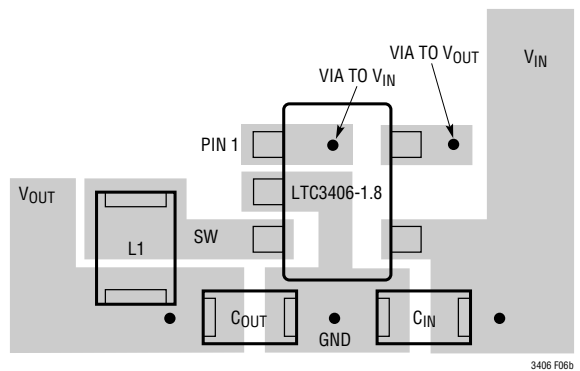 VIA TO VOUT
VIN
VIA TO VIN
PIN 1
VOUT
LTC3406-1.8
L1
SW
COUT
CIN
GND
3406 F06b